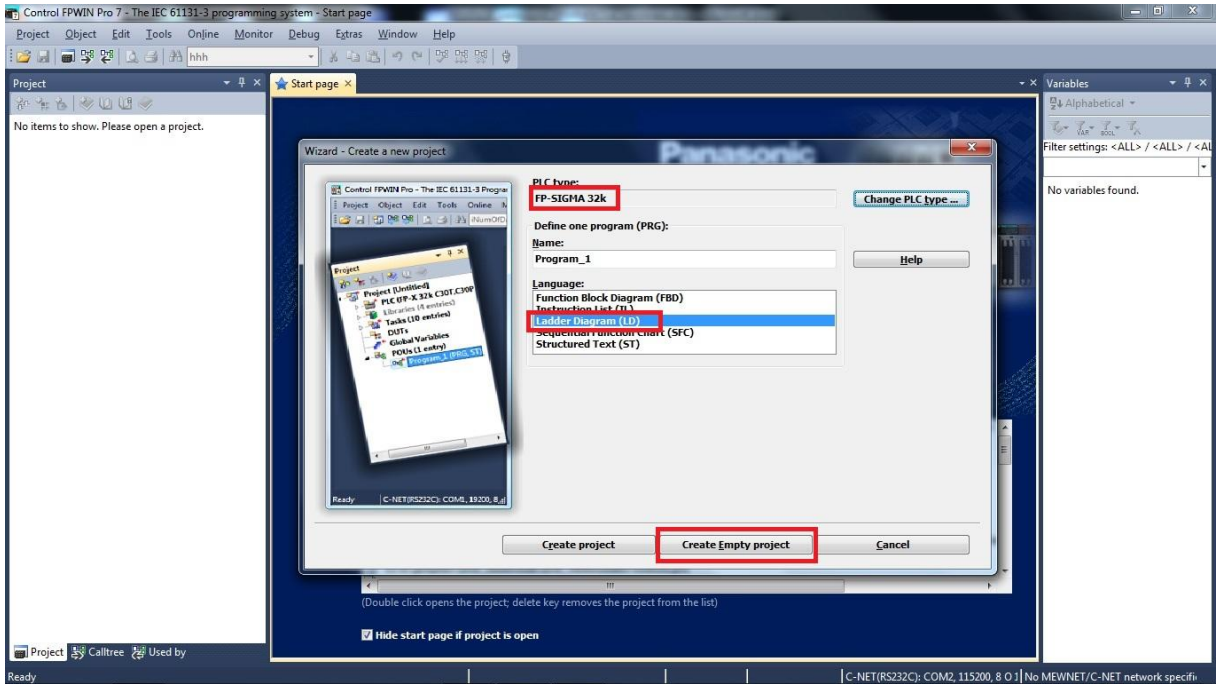 Control FPWIN Pro 7 - The IEC 61131-3 programming system - Start page
Project Object Edit Tools Online Monitor Debug Extras Window Help
hhh
Project
No items to show. Please open a project.
Start page
Panasonic
Wizard - Create a new project
Control FPWIN Pro - The IEC 61131-3 Progra
Project Object Edit Tools Online
iNumOfD
Project
Project [Untitled]
PLC (FP-X 32k C30T,C30P
Libraries (4 entries)
Tasks (10 entries)
DUTs
Global Variables
POUs (1 entry)
Program_1 (PRG, ST)
Ready C-NET(RS232C): COM1, 19200, 8
PLC type:
FP-SIGMA 32k
Change PLC type ...
Define one program (PRG):
Name:
Program_1
Help
Language:
Function Block Diagram (FBD)
Instruction List (IL)
Ladder Diagram (LD)
Sequential Function Chart (SFC)
Structured Text (ST)
Create project Create Empty project Cancel
(Double click opens the project; delete key removes the project from the list)
Hide start page if project is open
Variables
Alphabetical
VAR BOOL
Filter settings: <ALL> / <ALL> / <AL
No variables found.
Project Calltree Used by
Ready C-NET(RS232C): COM2, 115200, 8 O 1 No MEWNET/C-NET network specifi